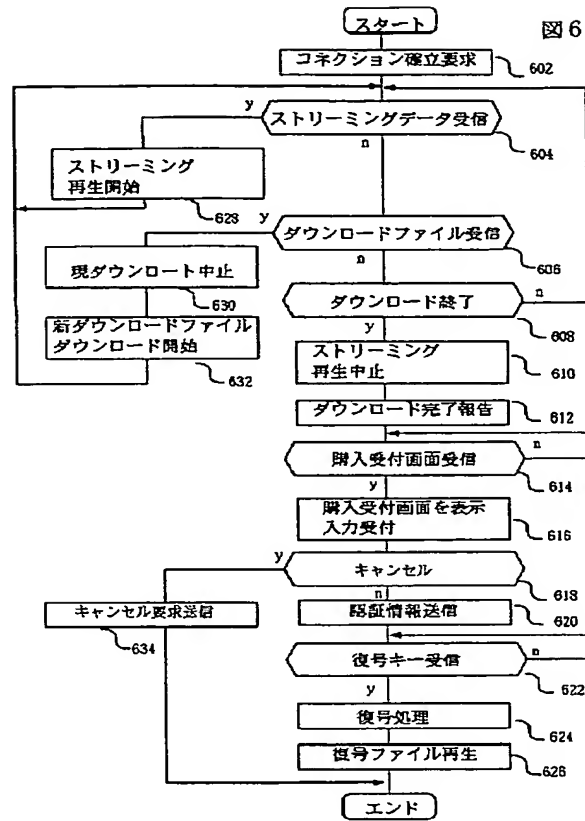 図6
スタート
コネクション確立要求
602
y
ストリーミングデータ受信
604
n
ストリーミング
再生開始
628
y
ダウンロードファイル受信
606
n
現ダウンロート中止
630
ダウンロード終了
n
608
y
新ダウンロードファイル
ダウンロード開始
632
ストリーミング
再生中止
610
ダウンロード完了報告
612
購入受付画面受信
n
614
y
購入受付画面を表示
入力受付
616
y
キャンセル
618
n
キャンセル要求送信
634
認証情報送信
620
復号キー受信
n
622
y
復号処理
624
復号ファイル再生
626
エンド